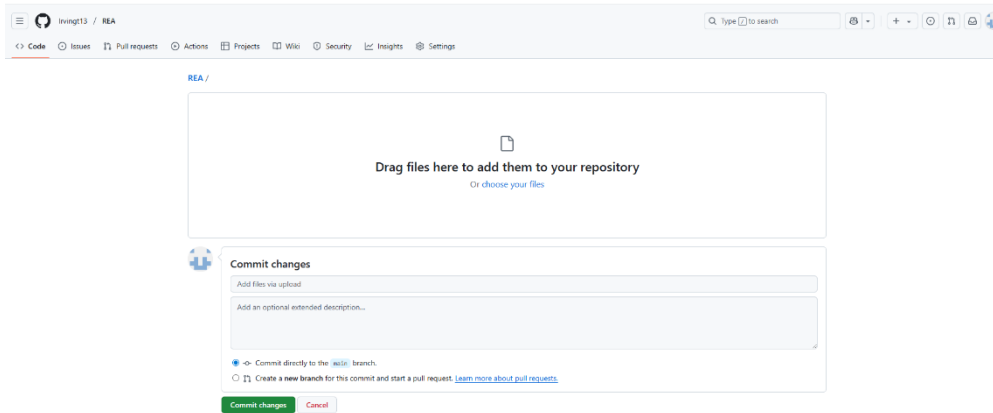 Irvingt13 / REA
Type / to search
Code Issues Pull requests Actions Projects Wiki Security Insights Settings
REA /
Drag files here to add them to your repository
Or choose your files
Commit changes
Add files via upload
Add an optional extended description...
Commit directly to the main branch.
Create a new branch for this commit and start a pull request. Learn more about pull requests.
Commit changes Cancel